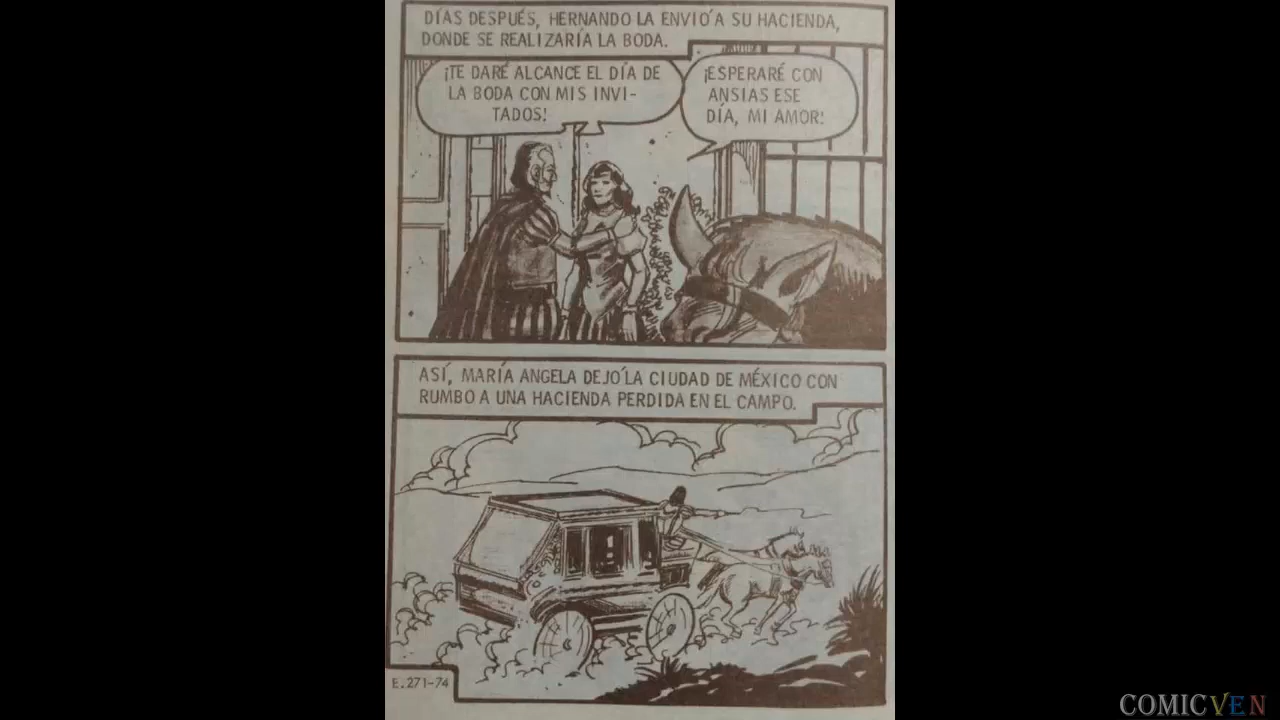 DÍAS DESPUÉS, HERNANDO LA ENVIÓ A SU HACIENDA,
DONDE SE REALIZARÍA LA BODA.
¡TE DARÉ ALCANCE EL DÍA DE
LA BODA CON MIS INVI-
TADOS!
¡ESPERARÉ CON
ANSIAS ESE
DÍA, MI AMOR!
ASÍ, MARÍA ANGELA DEJÓ LA CIUDAD DE MÉXICO CON
RUMBO A UNA HACIENDA PERDIDA EN EL CAMPO.
E.271-74
COMICVEN